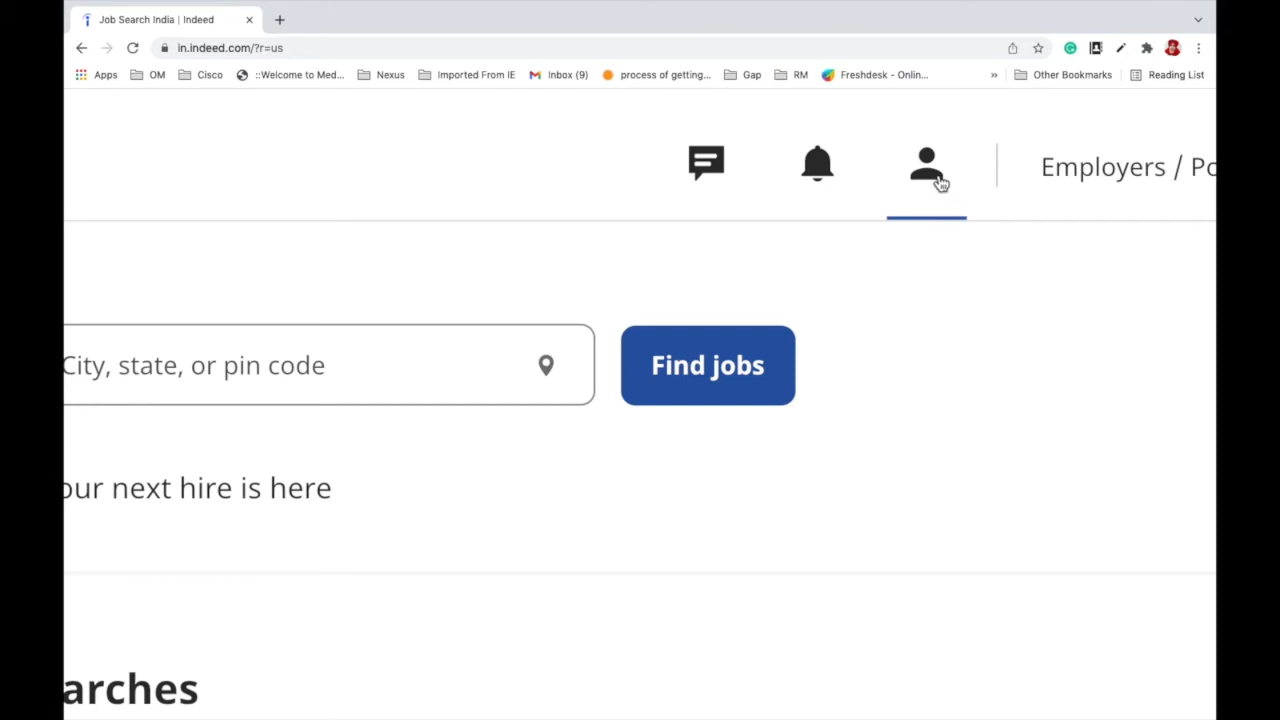 Job Search India | Indeed
in.indeed.com/?r=us
Apps OM Cisco ::Welcome to Med... Nexus Imported From IE Inbox (9) process of getting... Gap RM Freshdesk - Onlin... » Other Bookmarks Reading List
Employers / Po
City, state, or pin code
Find jobs
our next hire is here
arches